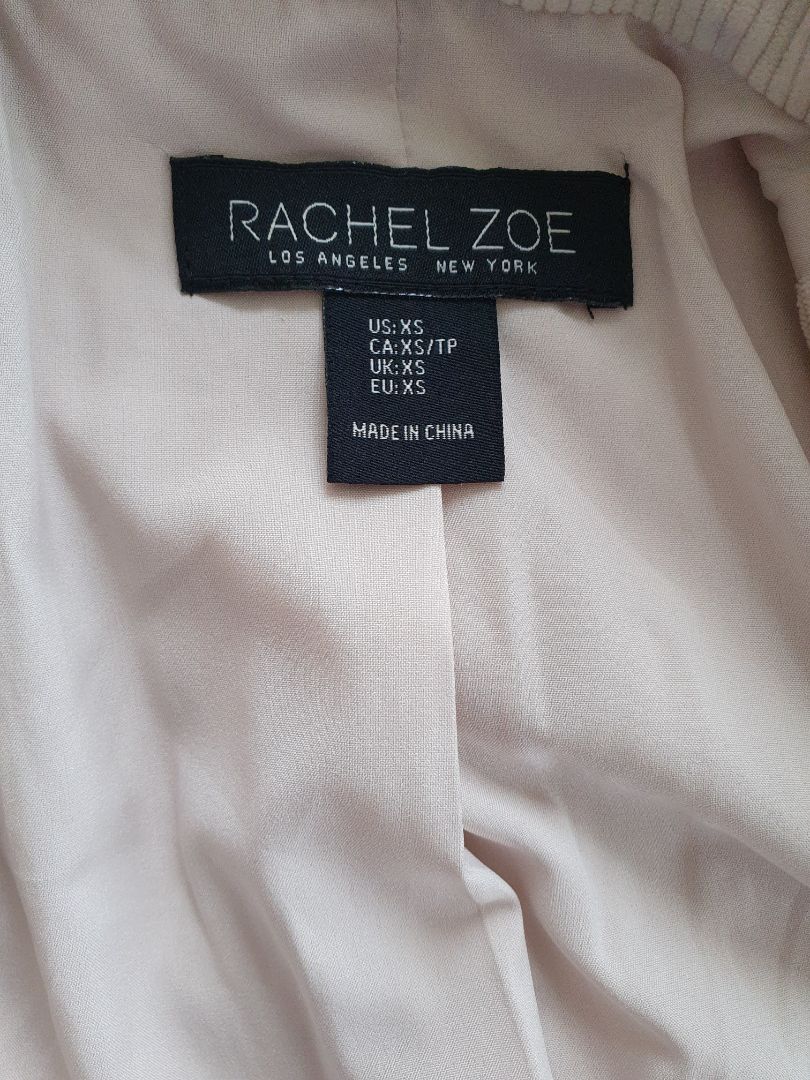 RACHEL ZOE
LOS ANGELES NEW YORK
US:XS
CA:XS/TP
UK:XS
EU:XS
MADE IN CHINA